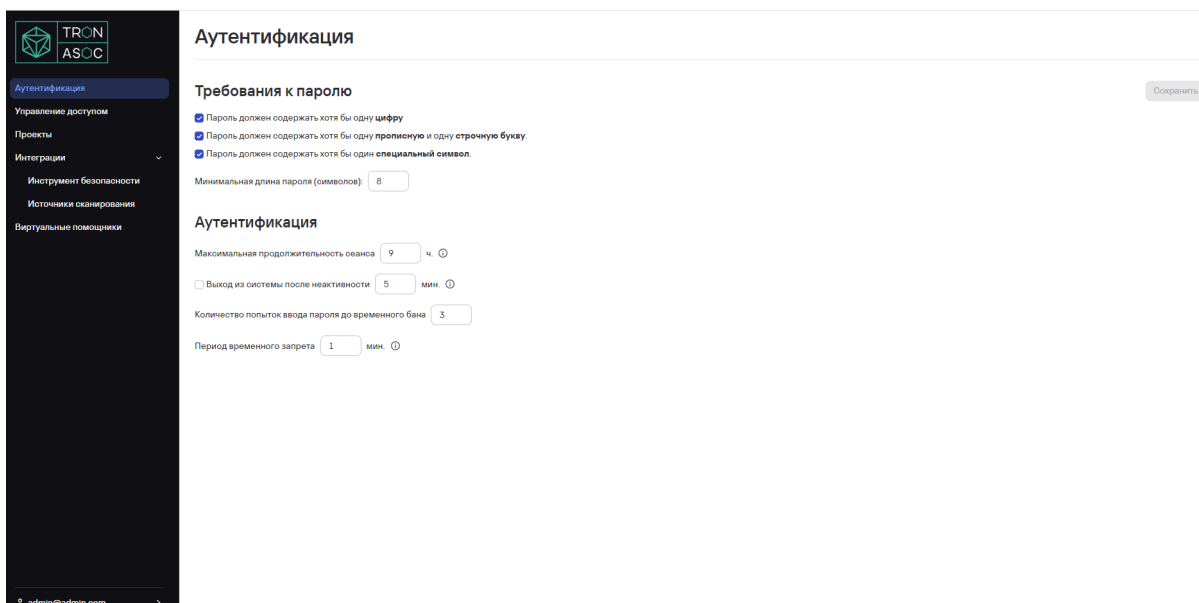 TRON
ASOC
Аутентификация
Управление доступом
Проекты
Интеграции
Инструмент безопасности
Источники сканирования
Виртуальные помощники
admin@admin.com
Аутентификация
Требования к паролю
Сохранить
Пароль должен содержать хотя бы одну цифру
Пароль должен содержать хотя бы одну прописную и одну строчную букву.
Пароль должен содержать хотя бы один специальный символ.
Минимальная длина пароля (символов): 8
Аутентификация
Максимальная продолжительность сеанса 9 ч.
Выход из системы после неактивности 5 мин.
Количество попыток ввода пароля до временного бана 3
Период временного запрета 1 мин.